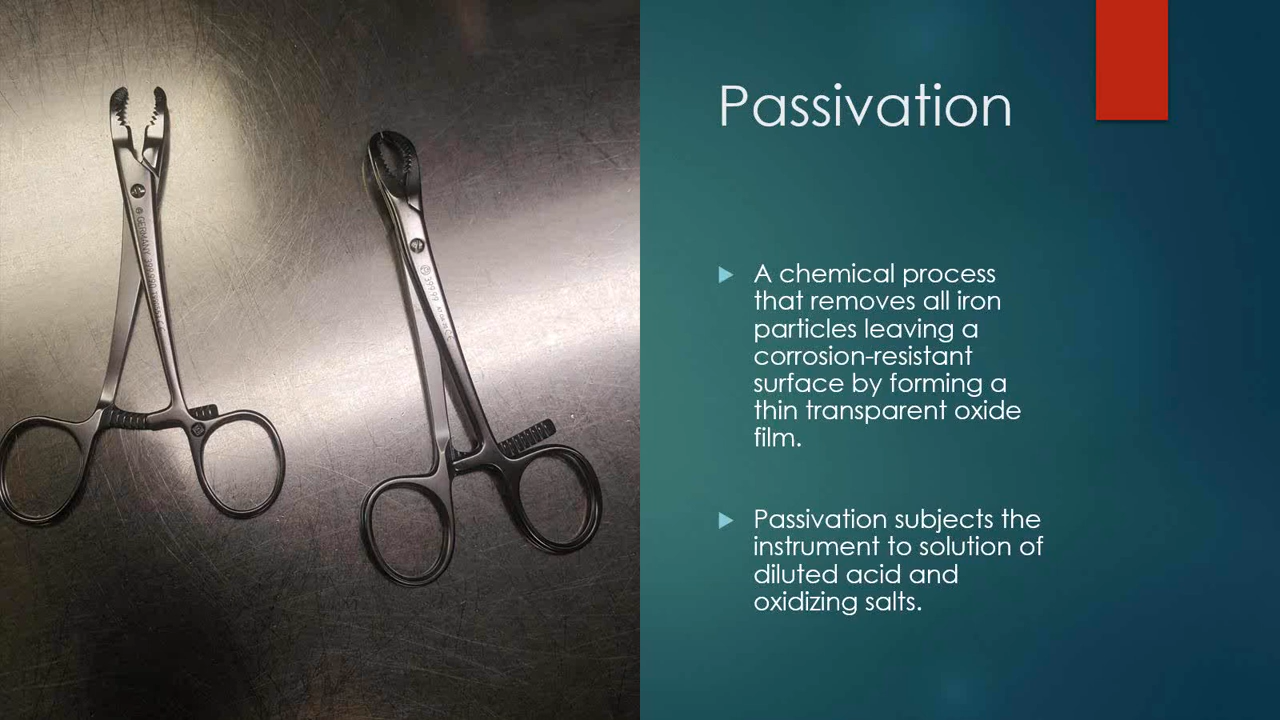 Passivation
A chemical process
that removes all iron
particles leaving a
corrosion-resistant
surface by forming a
thin transparent oxide
film.
Passivation subjects the
instrument to solution of
diluted acid and
oxidizing salts.
GERMANY